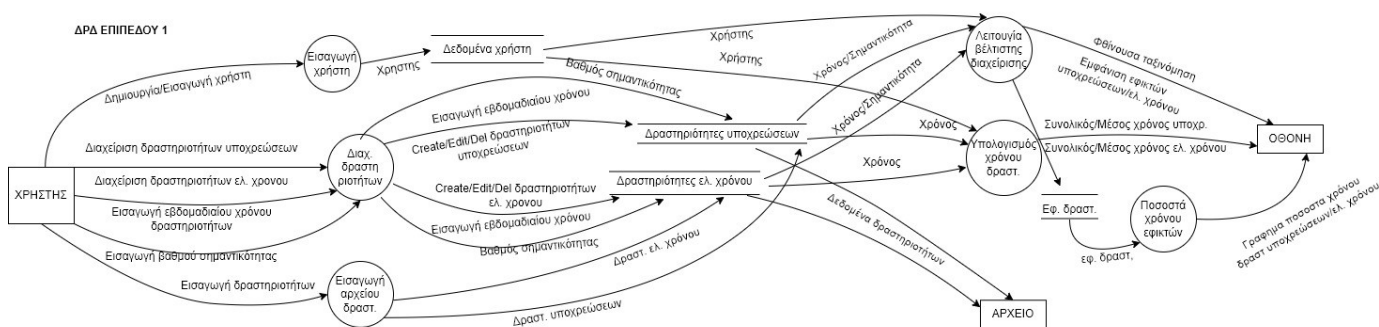 ΔΡΔ ΕΠΙΠΕΔΟΥ 1
ΧΡΗΣΤΗΣ
Δημιουργία/Εισαγωγή χρήστη
Διαχείριση δραστηριοτήτων υποχρεώσεων
Διαχείριση δραστηριοτήτων ελ. χρονου
Εισαγωγή εβδομαδιαίου χρόνου
δραστηριοτήτων
Εισαγωγή βαθμού σημαντικότητας
Εισαγωγή δραστηριοτήτων
Εισαγωγή
χρήστη
Χρηστης
Δεδομένα χρήστη
Διαχ.
δραστη
ριοτήτων
Εισαγωγή
αρχείου
δραστ.
Βαθμός σημαντικότητας
Εισαγωγή εβδομαδιαίου χρόνου
Create/Edit/Del δραστηριοτήτων
υποχρεώσεων
Create/Edit/Del δραστηριοτήτων
ελ. χρονου
Εισαγωγή εβδομαδιαίου χρόνου
Βαθμός σημαντικότητας
Δραστ. ελ. χρόνου
Δραστ. υποχρεώσεων
Δραστηριότητες υποχρεώσεων
Δραστηριότητες ελ. χρόνου
Χρήστης
Χρήστης
Χρόνος/Σημαντικότητα
Χρόνος/Σημαντικότητα
Χρόνος
Χρόνος
Δεδομένα δραστηριοτήτων
Λειτουγία
βέλτιστης
διαχείρισης
Υπολογισμός
χρόνου
δραστ.
Φθίνουσα ταξινόμηση
Εμφάνιση εφικτών
υποχρεώσεων/ελ. χρόνου
Συνολικός/Μέσος χρόνος υποχρ.
Συνολικός/Μέσος χρόνος ελ. χρόνου
ΟΘΟΝΗ
Εφ. δραστ.
εφ. δραστ,
Ποσοστά
χρόνου
εφικτών
Γραφημα ποσοστα χρόνου
δραστ υποχρεώσεων/ελ. χρόνου
ΑΡΧΕΙΟ